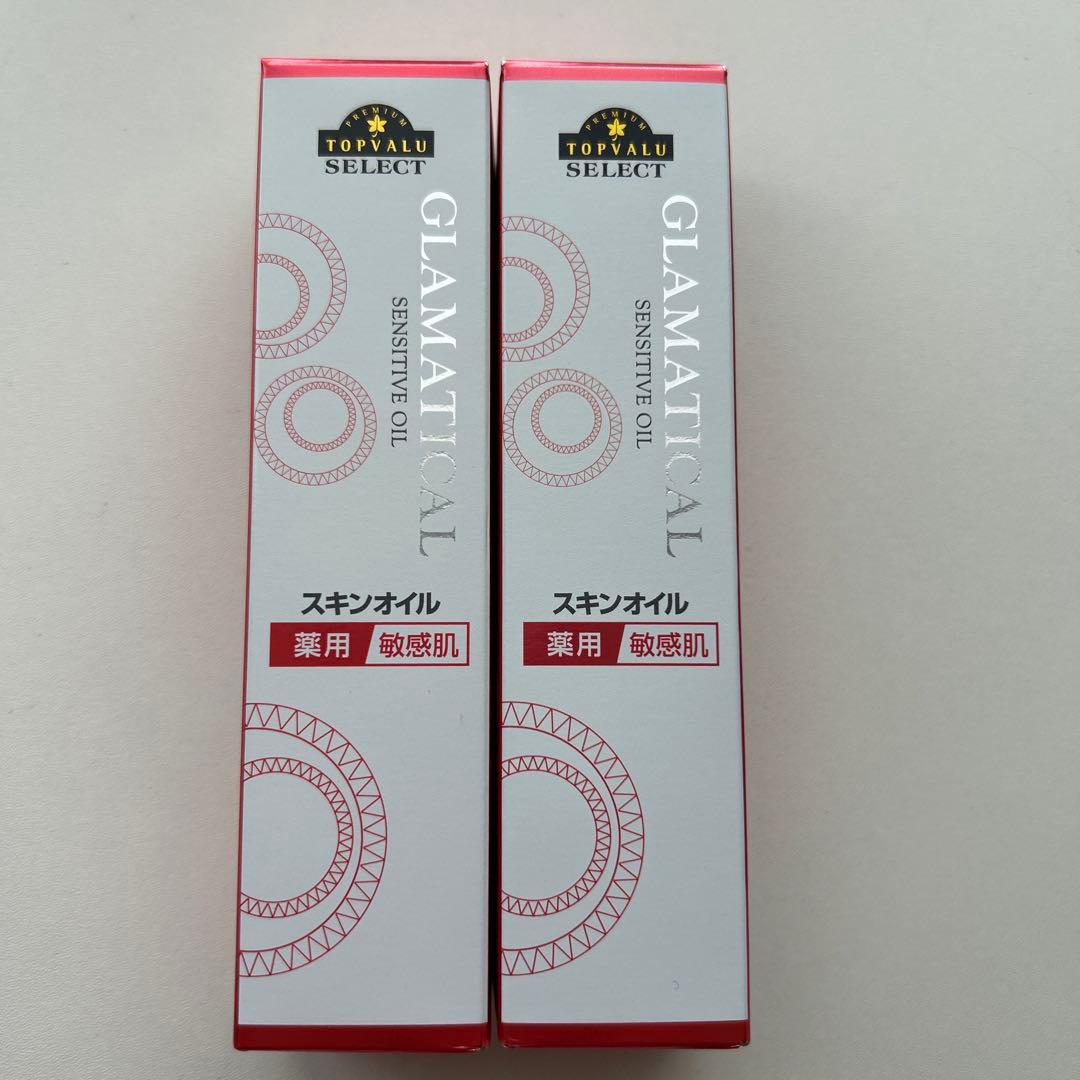 PREMIUM
TOPVALU
SELECT
GLAMATICAL
SENSITIVE OIL
スキンオイル
薬用 敏感肌
PREMIUM
TOPVALU
SELECT
GLAMATICAL
SENSITIVE OIL
スキンオイル
薬用 敏感肌